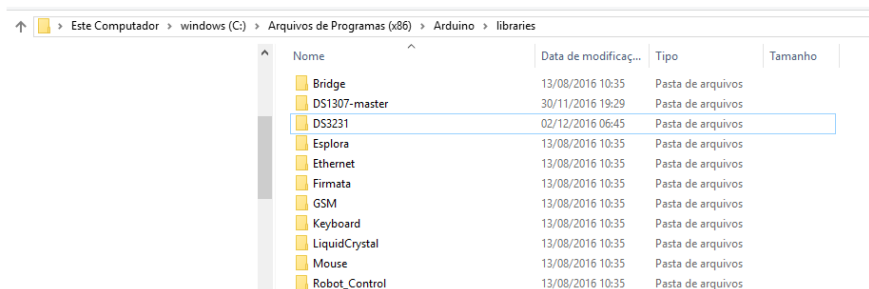 Este Computador > windows (C:) > Arquivos de Programas (x86) > Arduino > libraries
Nome Data de modificaç... Tipo Tamanho
Bridge 13/08/2016 10:35 Pasta de arquivos
DS1307-master 30/11/2016 19:29 Pasta de arquivos
DS3231 02/12/2016 06:45 Pasta de arquivos
Esplora 13/08/2016 10:35 Pasta de arquivos
Ethernet 13/08/2016 10:35 Pasta de arquivos
Firmata 13/08/2016 10:35 Pasta de arquivos
GSM 13/08/2016 10:35 Pasta de arquivos
Keyboard 13/08/2016 10:35 Pasta de arquivos
LiquidCrystal 13/08/2016 10:35 Pasta de arquivos
Mouse 13/08/2016 10:35 Pasta de arquivos
Robot_Control 13/08/2016 10:35 Pasta de arquivos